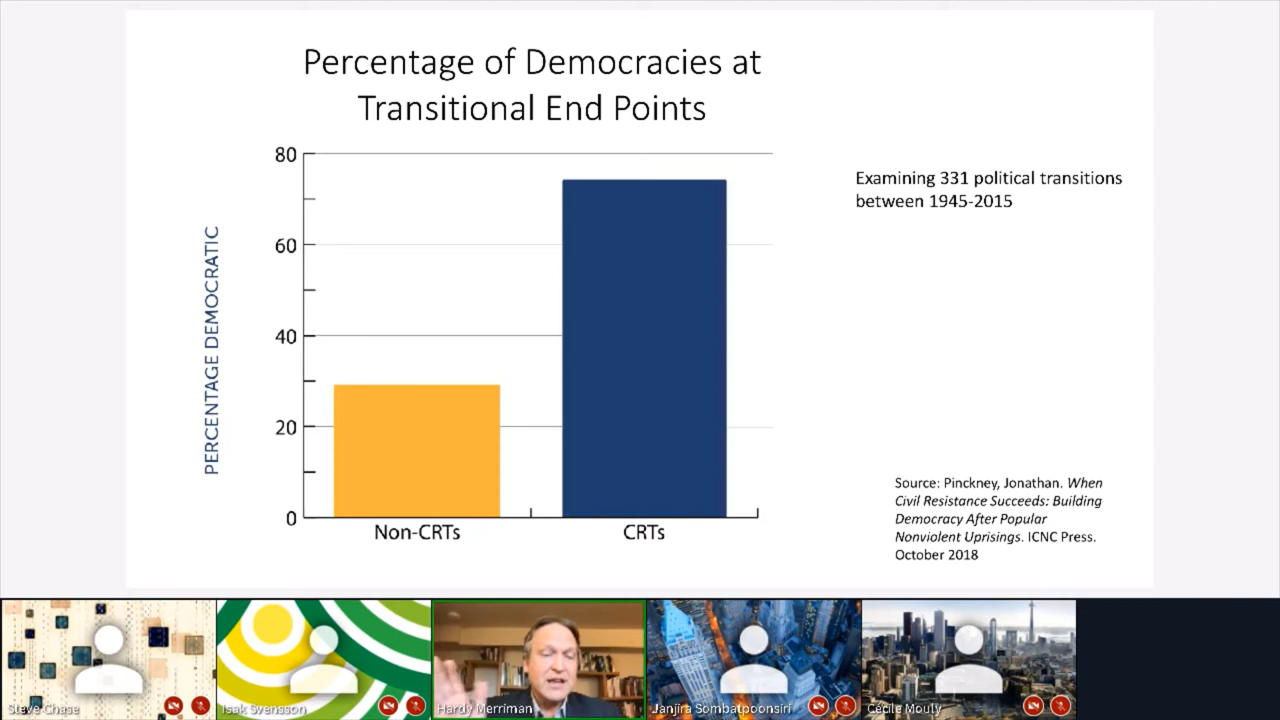 Percentage of Democracies at
Transitional End Points
Examining 331 political transitions
between 1945-2015
PERCENTAGE DEMOCRATIC
80
60
40
20
0
Non-CRTs
CRTs
Source: Pinckney, Jonathan. When
Civil Resistance Succeeds: Building
Democracy After Popular
Nonviolent Uprisings. ICNC Press.
October 2018
Steve Chase
Isak Svensson
Hardy Merriman
Janjira Sombatpoonsiri
Cécile Mouly